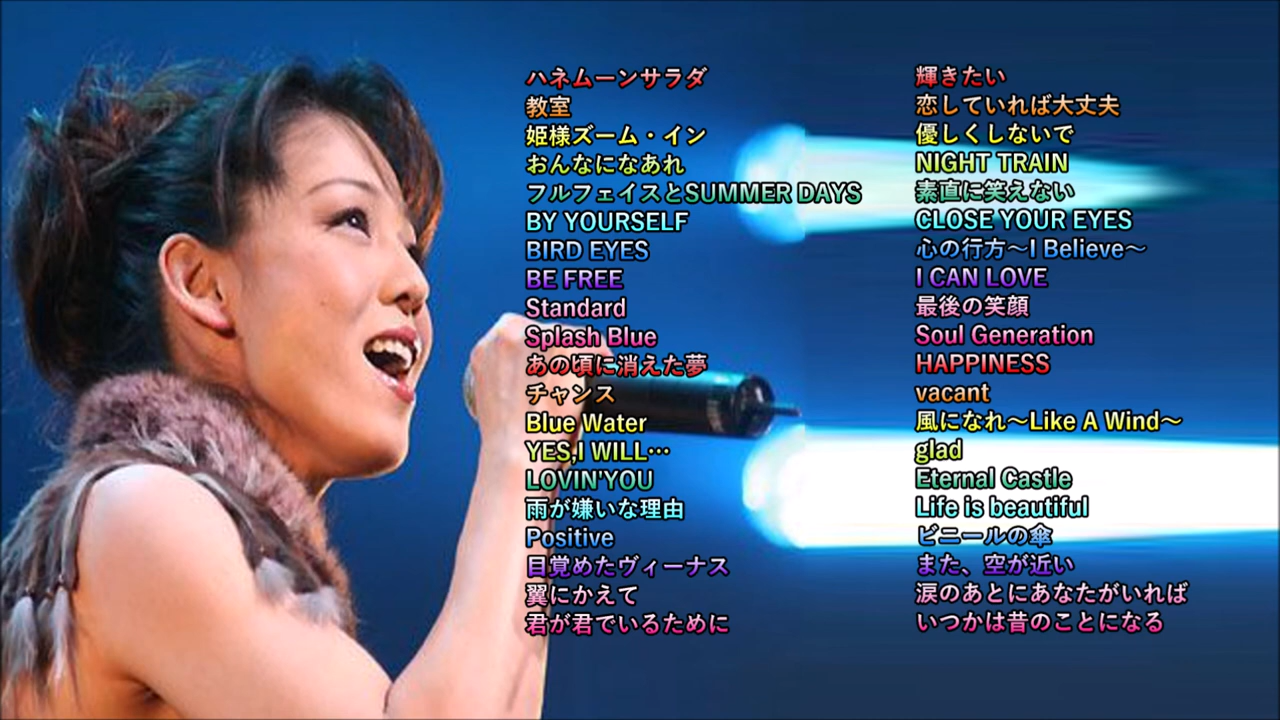 ハネムーンサラダ
教室
姫様ズーム・イン
おんなになあれ
フルフェイスとSUMMER DAYS
BY YOURSELF
BIRD EYES
BE FREE
Standard
Splash Blue
あの頃に消えた夢
チャンス
Blue Water
YES,I WILL…
LOVIN'YOU
雨が嫌いな理由
Positive
目覚めたヴィーナス
翼にかえて
君が君でいるために
輝きたい
恋していれば大丈夫
優しくしないで
NIGHT TRAIN
素直に笑えない
CLOSE YOUR EYES
心の行方～I Believe～
I CAN LOVE
最後の笑顔
Soul Generation
HAPPINESS
vacant
風になれ～Like A Wind～
glad
Eternal Castle
Life is beautiful
ビニールの傘
また、空が近い
涙のあとにあなたがいれば
いつかは昔のことになる